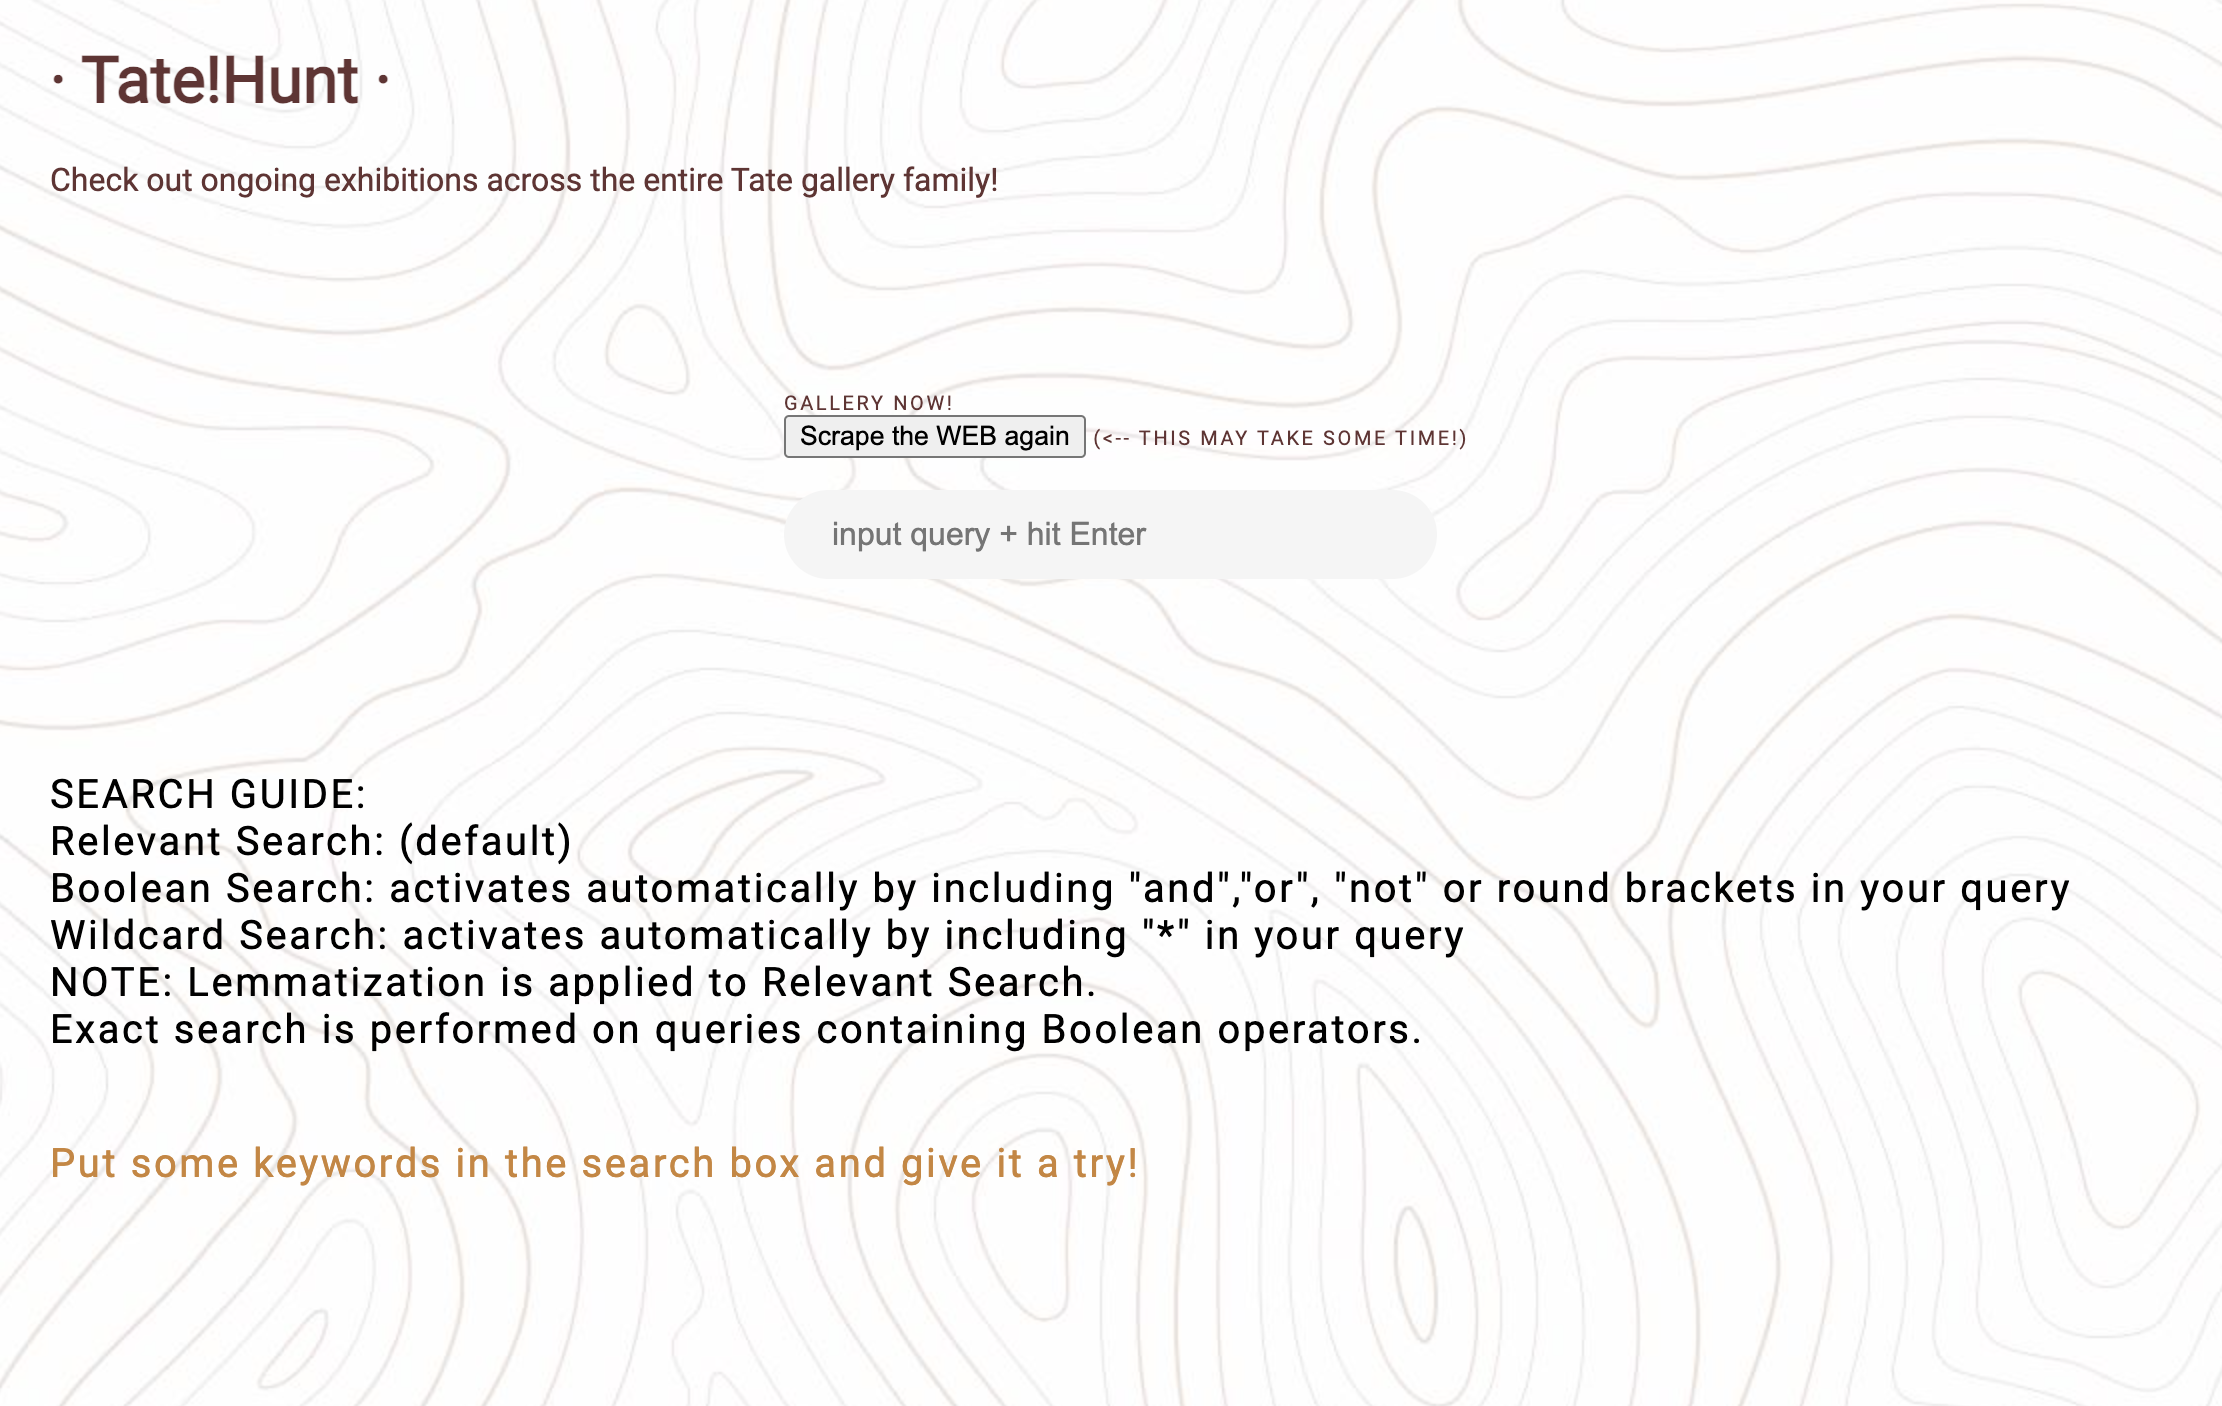 · Tate!Hunt ·
Check out ongoing exhibitions across the entire Tate gallery family!
GALLERY NOW!
Scrape the WEB again (<-- THIS MAY TAKE SOME TIME!)
input query + hit Enter
SEARCH GUIDE:
Relevant Search: (default)
Boolean Search: activates automatically by including "and","or", "not" or round brackets in your query
Wildcard Search: activates automatically by including "*" in your query
NOTE: Lemmatization is applied to Relevant Search.
Exact search is performed on queries containing Boolean operators.
Put some keywords in the search box and give it a try!